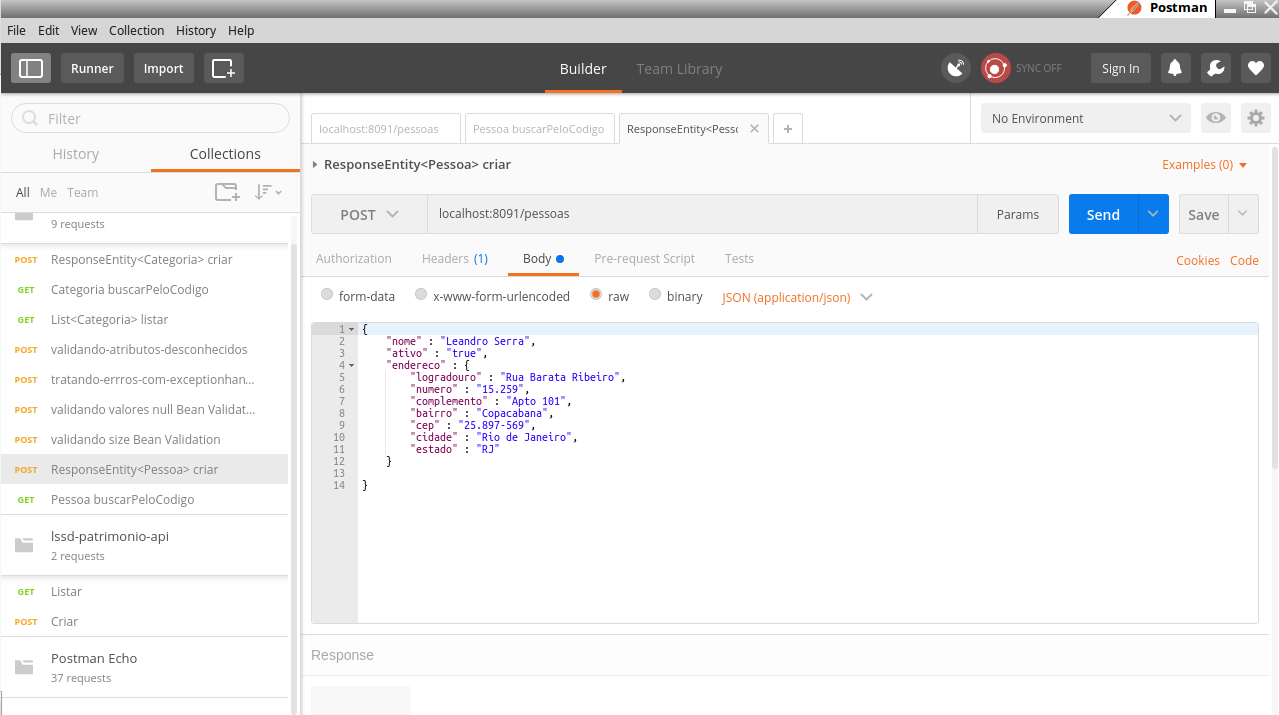 Postman
File Edit View Collection History Help
Runner Import Builder Team Library SYNC OFF Sign In
Filter
History Collections
All Me Team
9 requests
POST ResponseEntity<Categoria> criar
GET Categoria buscarPeloCodigo
GET List<Categoria> listar
POST validando-atributos-desconhecidos
POST tratando-errros-com-exceptionhan...
POST validando valores null Bean Validat...
POST validando size Bean Validation
POST ResponseEntity<Pessoa> criar
GET Pessoa buscarPeloCodigo
lssd-patrimonio-api
2 requests
GET Listar
POST Criar
Postman Echo
37 requests
localhost:8091/pessoas Pessoa buscarPeloCodigo ResponseEntity<Pesso No Environment
ResponseEntity<Pessoa> criar Examples (0)
POST localhost:8091/pessoas Params Send Save
Authorization Headers (1) Body Pre-request Script Tests Cookies Code
form-data x-www-form-urlencoded raw binary JSON (application/json)
1 {
2 "nome" : "Leandro Serra",
3 "ativo" : "true",
4 "endereco" : {
5 "logradouro" : "Rua Barata Ribeiro",
6 "numero" : "15.259",
7 "complemento" : "Apto 101",
8 "bairro" : "Copacabana",
9 "cep" : "25.897-569",
10 "cidade" : "Rio de Janeiro",
11 "estado" : "RJ"
12 }
13
14 }
Response